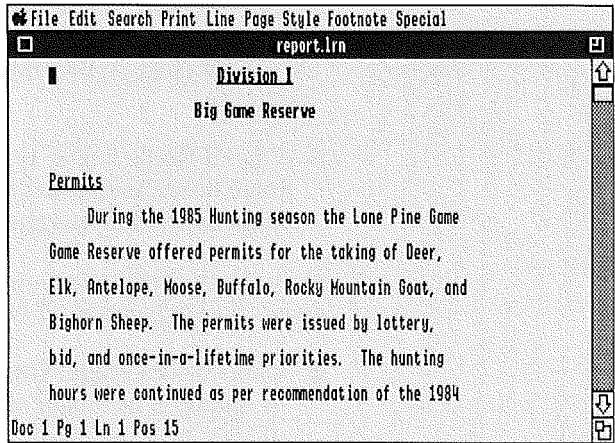 File Edit Search Print Line Page Style Footnote Special
report.lrn
Division I
Big Game Reserve
Permits
During the 1985 Hunting season the Lone Pine Game
Game Reserve offered permits for the taking of Deer,
Elk, Antelope, Moose, Buffalo, Rocky Mountain Goat, and
Bighorn Sheep. The permits were issued by lottery,
bid, and once-in-a-lifetime priorities. The hunting
hours were continued as per recommendation of the 1984
Doc 1 Pg 1 Ln 1 Pos 15